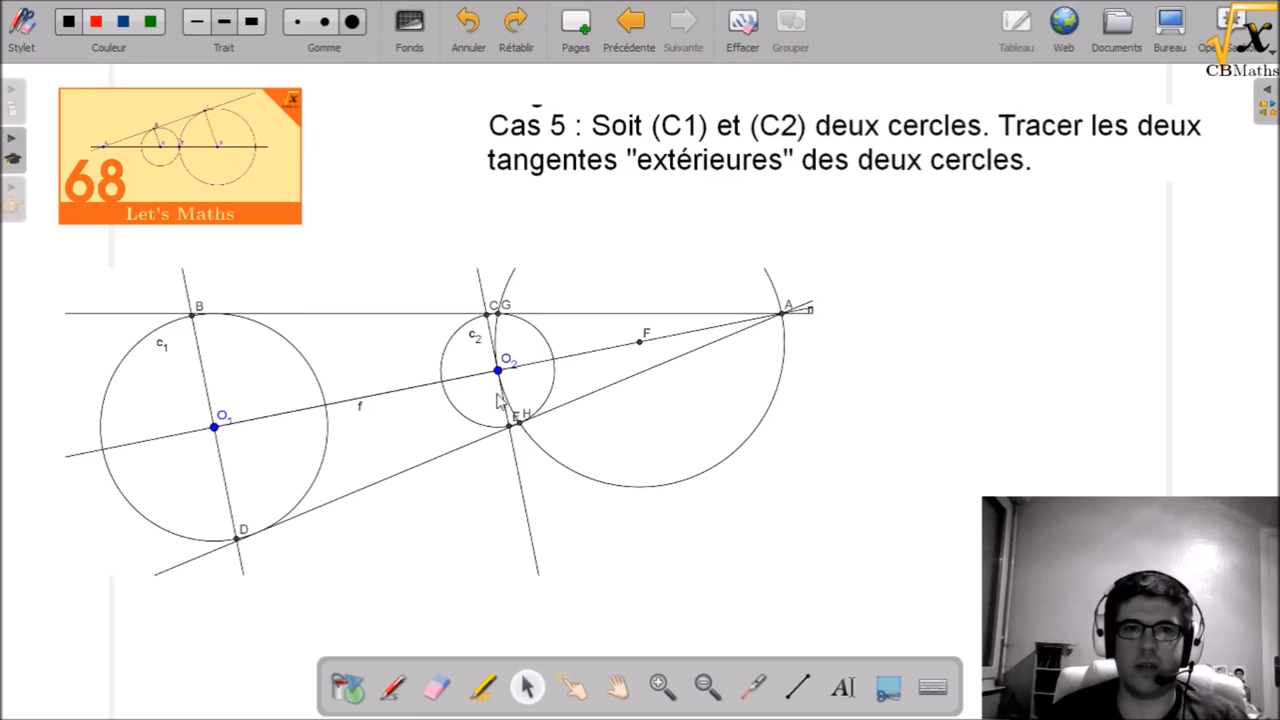 Stylet
Couleur
Trait
Gomme
Fonds
Annuler
Rétablir
Pages
Précédente
Suivante
Effacer
Grouper
Tableau
Web
Documents
Bureau
CBMaths
68
Let's Maths
Cas 5 : Soit (C1) et (C2) deux cercles. Tracer les deux
tangentes "extérieures" des deux cercles.
B
C G
A
c1
c2
F
O2
f
O1
E H
D